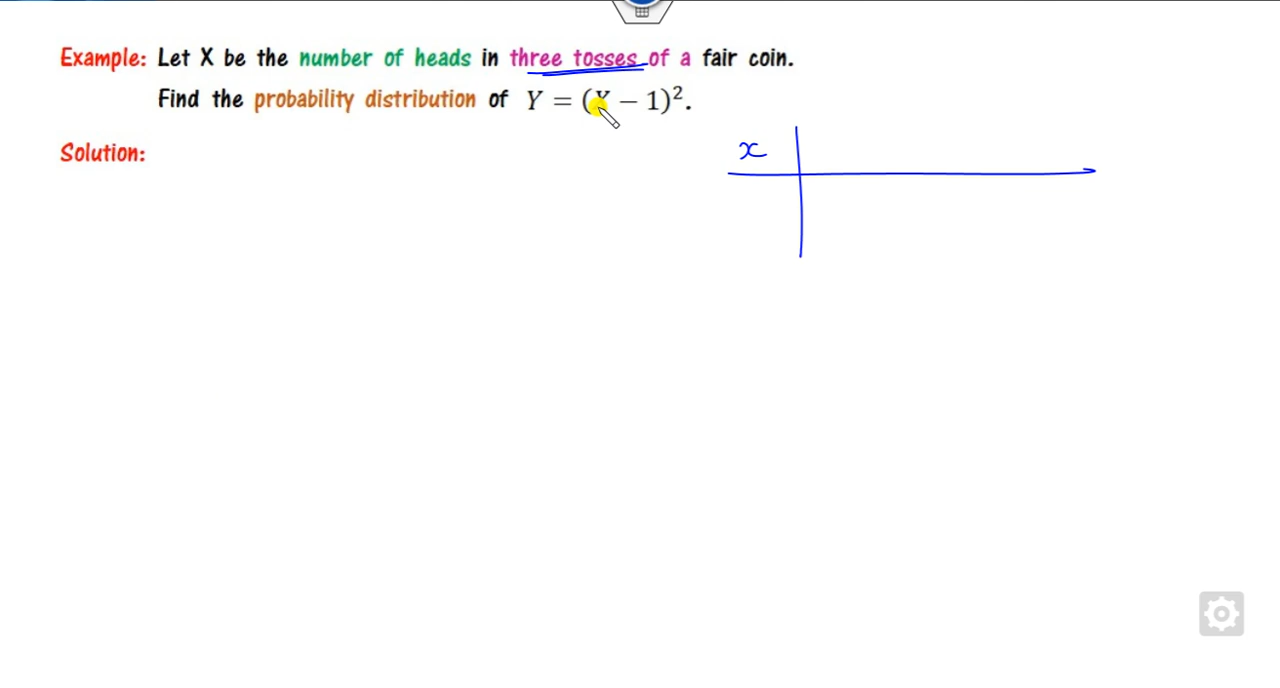 Example: Let X be the number of heads in three tosses of a fair coin.
Find the probability distribution of Y = (X − 1)².
Solution:
x